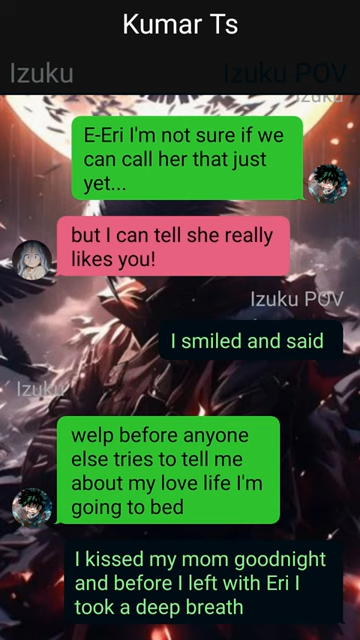 Kumar Ts
Izuku
Izuku POV
Izuku
E-Eri I'm not sure if we
can call her that just
yet...
but I can tell she really
likes you!
Izuku POV
I smiled and said
Izuku
welp before anyone
else tries to tell me
about my love life I'm
going to bed
I kissed my mom goodnight
and before I left with Eri I
took a deep breath